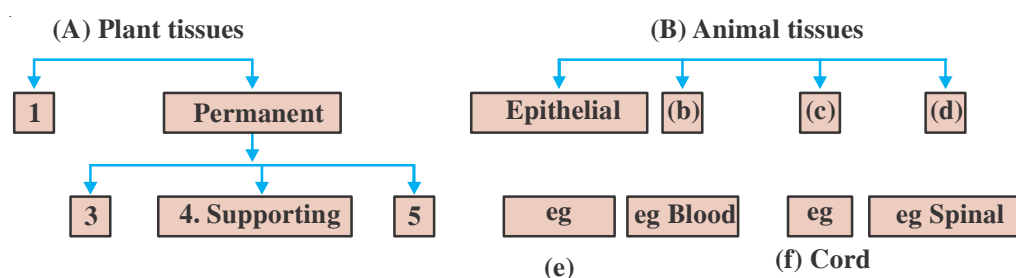 (A) Plant tissues
(B) Animal tissues
1
Permanent
Epithelial
(b)
(c)
(d)
3
4. Supporting
5
eg
eg Blood
eg
eg Spinal
(e)
(f) Cord